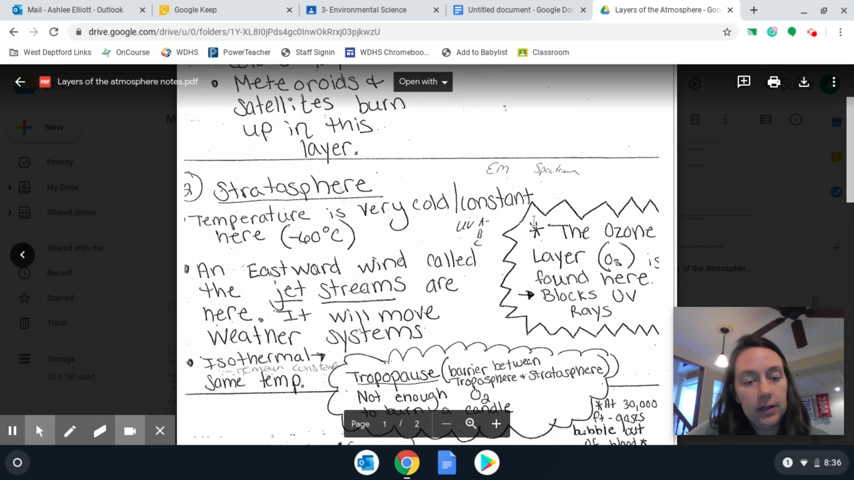 Mail - Ashlee Elliott - Outlook
Google Keep
3- Environmental Science
Untitled document - Google Do
Layers of the Atmosphere - Goo
drive.google.com/drive/u/0/folders/1Y-XL8I0jPds4gc0InwOkRrxj03pjkwzU
West Deptford Links
OnCourse
WDHS
PowerTeacher
Staff Signin
WDHS Chromeboo...
Add to Babylist
Classroom
Layers of the atmosphere notes.pdf
Open with
New
Priority
My Drive
Shared drives
Shared with me
Recent
Starred
Trash
Storage
Meteoroids &
satellites burn
up in this
layer.
EM Spectrum
2) Stratosphere
Temperature is very cold/constant
here (-60°C)
UV A-
B
C
* The Ozone
Layer (O3) is
found here.
→ Blocks UV
Rays
• An Eastward wind called
the jet streams are
here. It will move
weather systems
• Isothermal →
remain constant
same temp.
Tropopause (barrier between
Troposphere + Stratosphere)
Not enough O2
to burn a candle
* At 30,000
ft - gases
bubble out
of blood *
Page 1 / 2
8:36